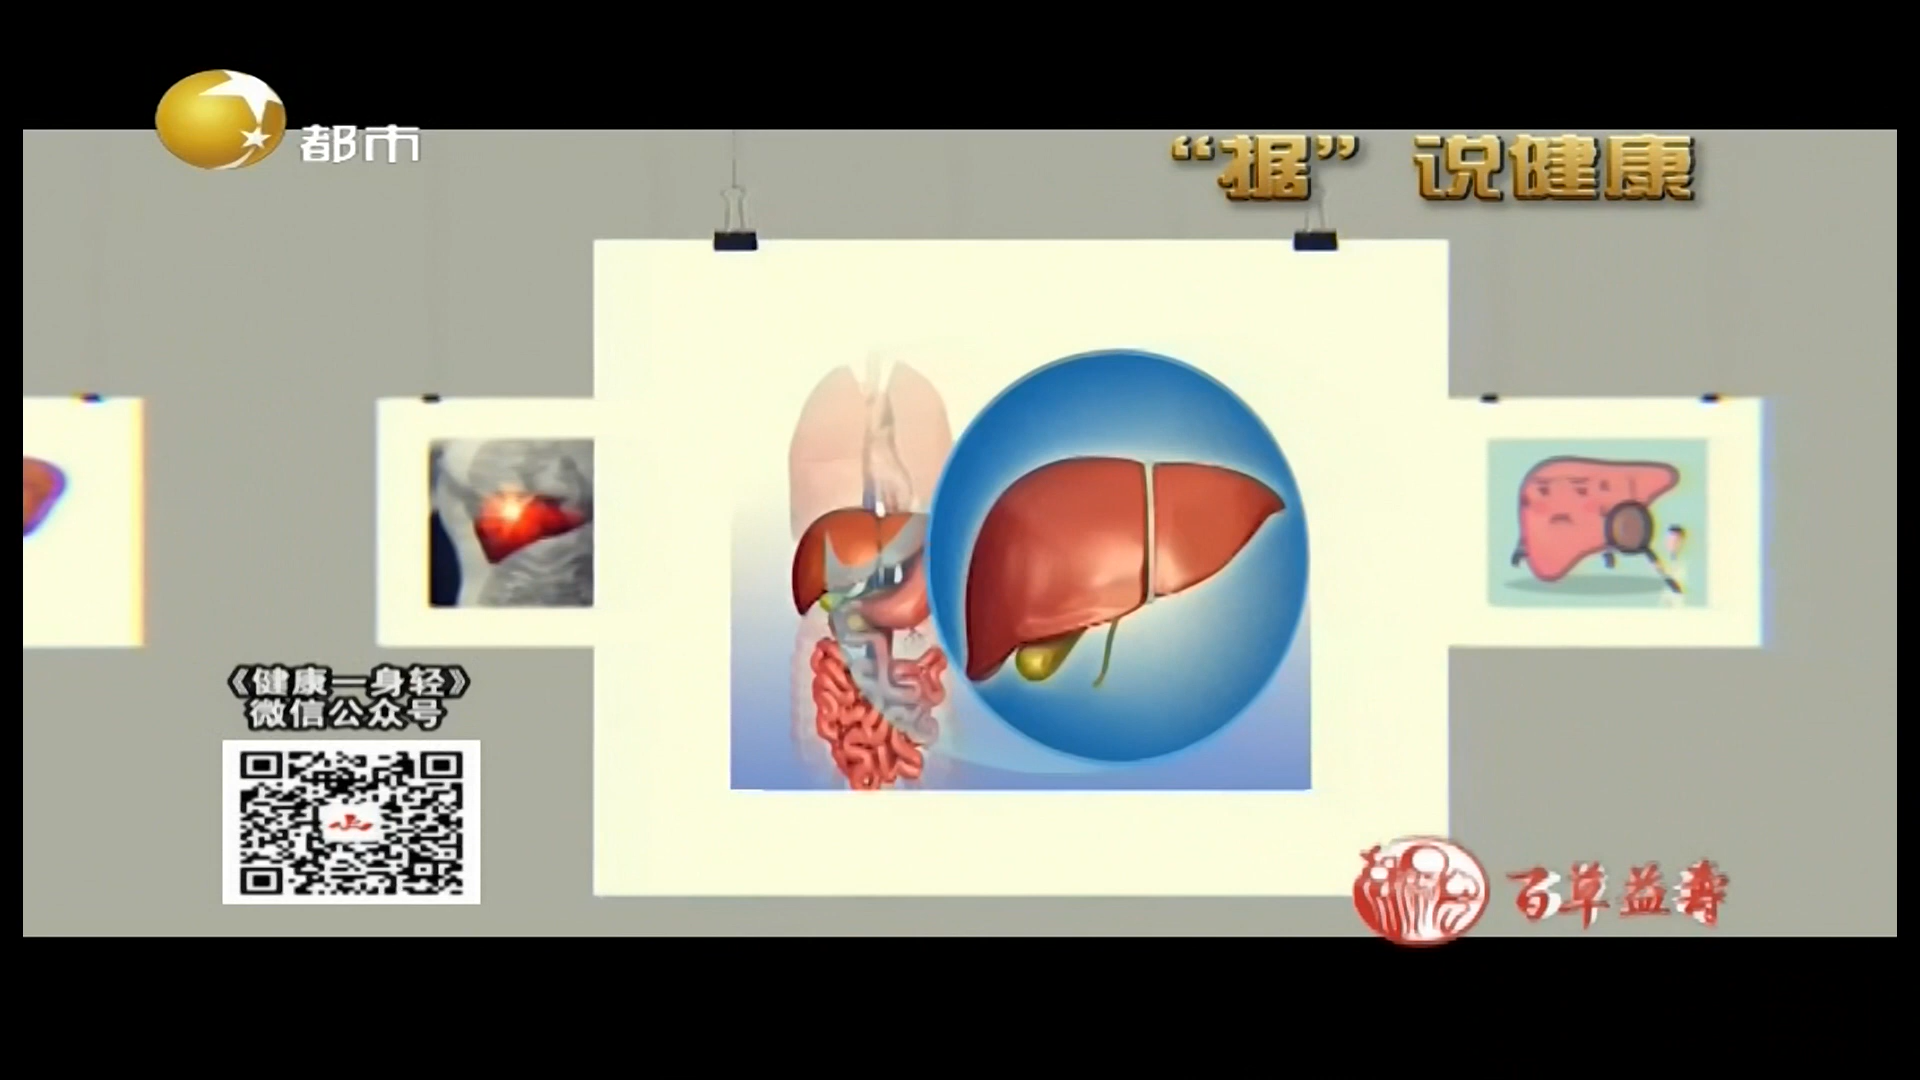 都市
“据”说健康
《健康一身轻》
微信公众号
百草益寿